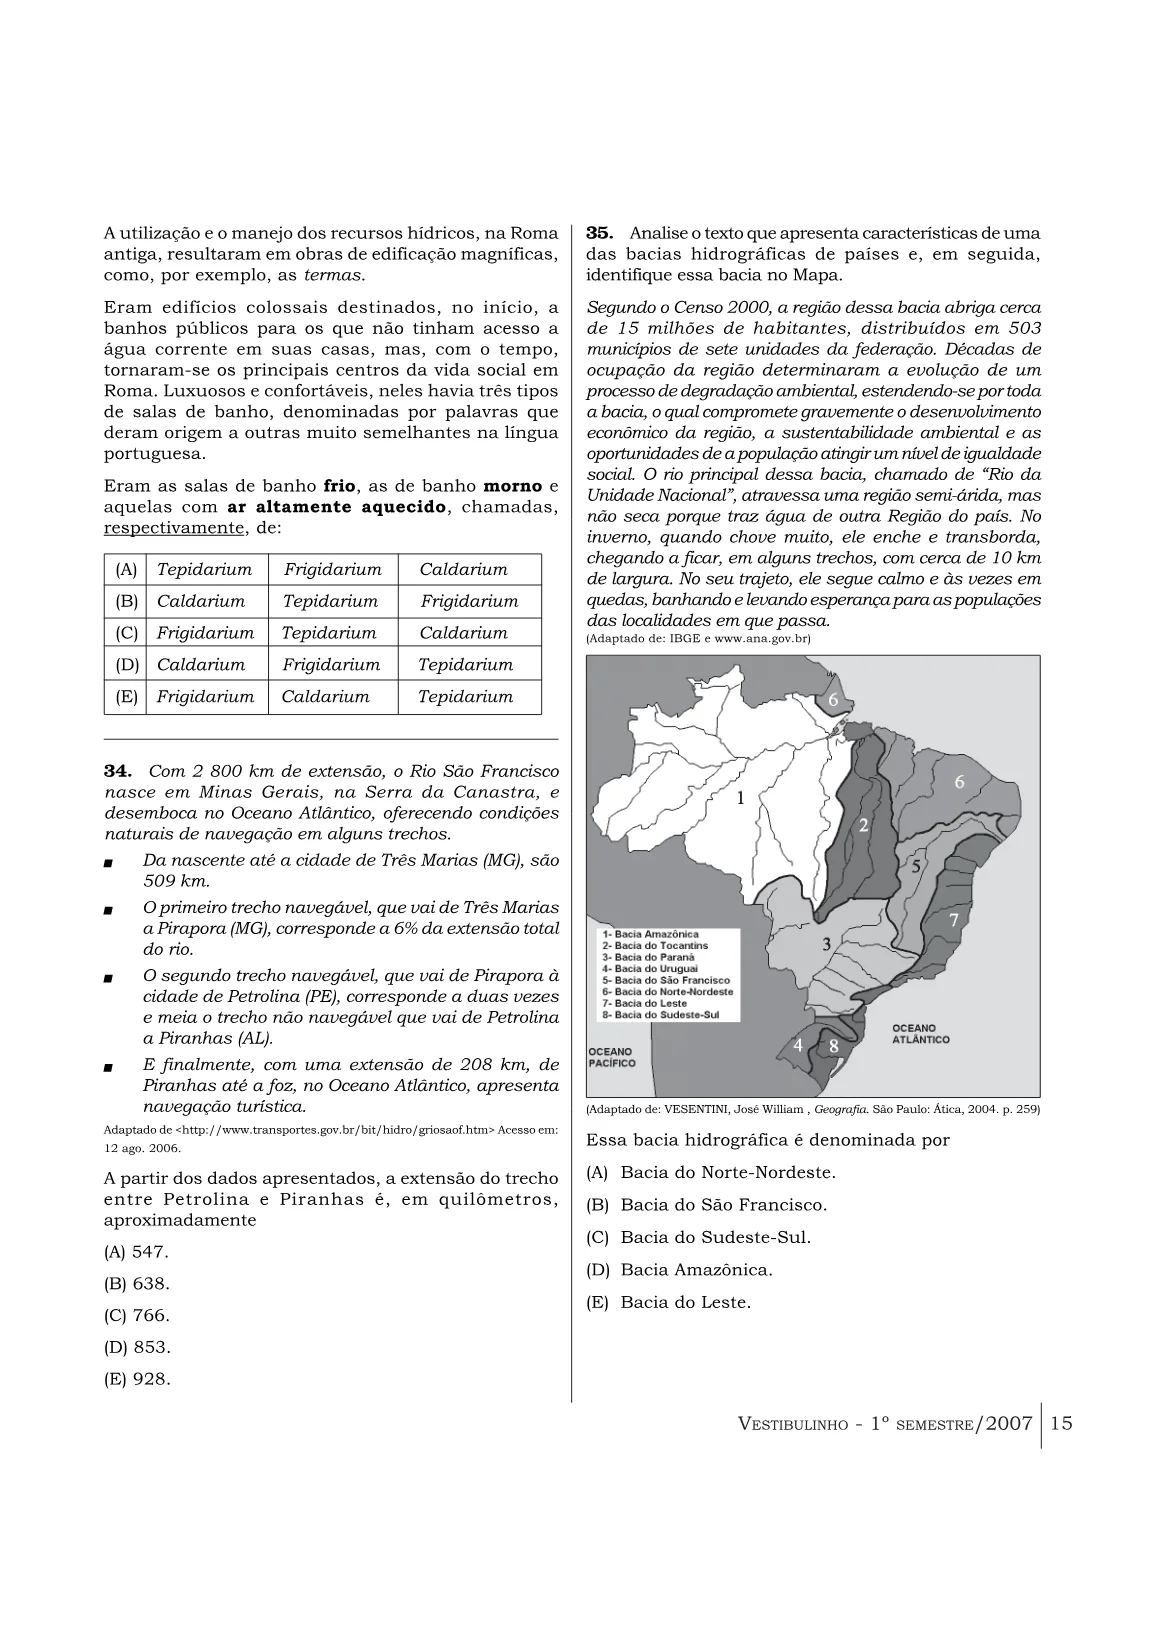 A utilização e o manejo dos recursos hídricos, na Roma
antiga, resultaram em obras de edificação magníficas,
como, por exemplo, as termas.
Eram edifícios colossais destinados, no início, a
banhos públicos para os que não tinham acesso a
água corrente em suas casas, mas, com o tempo,
tornaram-se os principais centros da vida social em
Roma. Luxuosos e confortáveis, neles havia três tipos
de salas de banho, denominadas por palavras que
deram origem a outras muito semelhantes na língua
portuguesa.
Eram as salas de banho frio, as de banho morno e
aquelas com ar altamente aquecido, chamadas,
respectivamente, de:
(A) Tepidarium Frigidarium Caldarium
(B) Caldarium Tepidarium Frigidarium
(C) Frigidarium Tepidarium Caldarium
(D) Caldarium Frigidarium Tepidarium
(E) Frigidarium Caldarium Tepidarium
34. Com 2 800 km de extensão, o Rio São Francisco
nasce em Minas Gerais, na Serra da Canastra, e
desemboca no Oceano Atlântico, oferecendo condições
naturais de navegação em alguns trechos.
■ Da nascente até a cidade de Três Marias (MG), são
509 km.
■ O primeiro trecho navegável, que vai de Três Marias
a Pirapora (MG), corresponde a 6% da extensão total
do rio.
■ O segundo trecho navegável, que vai de Pirapora à
cidade de Petrolina (PE), corresponde a duas vezes
e meia o trecho não navegável que vai de Petrolina
a Piranhas (AL).
■ E finalmente, com uma extensão de 208 km, de
Piranhas até a foz, no Oceano Atlântico, apresenta
navegação turística.
Adaptado de <http://www.transportes.gov.br/bit/hidro/griosaof.htm> Acesso em:
12 ago. 2006.
A partir dos dados apresentados, a extensão do trecho
entre Petrolina e Piranhas é, em quilômetros,
aproximadamente
(A) 547.
(B) 638.
(C) 766.
(D) 853.
(E) 928.
35. Analise o texto que apresenta características de uma
das bacias hidrográficas de países e, em seguida,
identifique essa bacia no Mapa.
Segundo o Censo 2000, a região dessa bacia abriga cerca
de 15 milhões de habitantes, distribuídos em 503
municípios de sete unidades da federação. Décadas de
ocupação da região determinaram a evolução de um
processo de degradação ambiental, estendendo-se por toda
a bacia, o qual compromete gravemente o desenvolvimento
econômico da região, a sustentabilidade ambiental e as
oportunidades de a população atingir um nível de igualdade
social. O rio principal dessa bacia, chamado de “Rio da
Unidade Nacional”, atravessa uma região semi-árida, mas
não seca porque traz água de outra Região do país. No
inverno, quando chove muito, ele enche e transborda,
chegando a ficar, em alguns trechos, com cerca de 10 km
de largura. No seu trajeto, ele segue calmo e às vezes em
quedas, banhando e levando esperança para as populações
das localidades em que passa.
(Adaptado de: IBGE e www.ana.gov.br)
6
6
1
2
5
7
3
1- Bacia Amazônica
2- Bacia do Tocantins
3- Bacia do Paraná
4- Bacia do Uruguai
5- Bacia do São Francisco
6- Bacia do Norte-Nordeste
7- Bacia do Leste
8- Bacia do Sudeste-Sul
OCEANO
ATLÂNTICO
4
8
OCEANO
PACÍFICO
(Adaptado de: VESENTINI, José William , Geografia. São Paulo: Ática, 2004. p. 259)
Essa bacia hidrográfica é denominada por
(A) Bacia do Norte-Nordeste.
(B) Bacia do São Francisco.
(C) Bacia do Sudeste-Sul.
(D) Bacia Amazônica.
(E) Bacia do Leste.
VESTIBULINHO - 1º SEMESTRE/2007 15